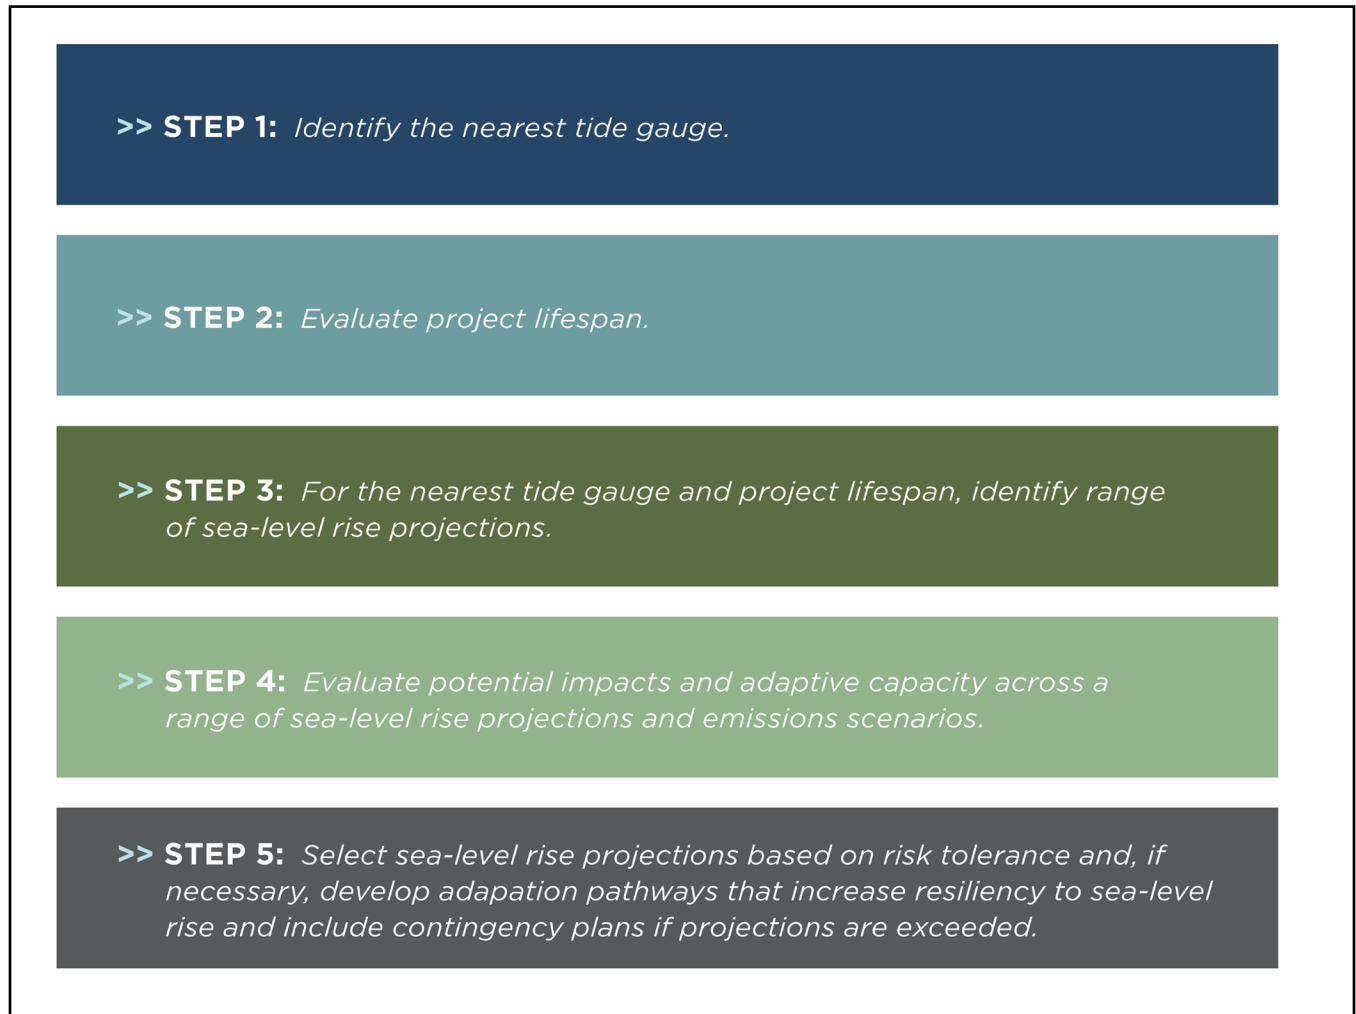 >> STEP 1: Identify the nearest tide gauge.
>> STEP 2: Evaluate project lifespan.
>> STEP 3: For the nearest tide gauge and project lifespan, identify range
of sea-level rise projections.
>> STEP 4: Evaluate potential impacts and adaptive capacity across a
range of sea-level rise projections and emissions scenarios.
>> STEP 5: Select sea-level rise projections based on risk tolerance and, if
necessary, develop adapation pathways that increase resiliency to sea-level
rise and include contingency plans if projections are exceeded.